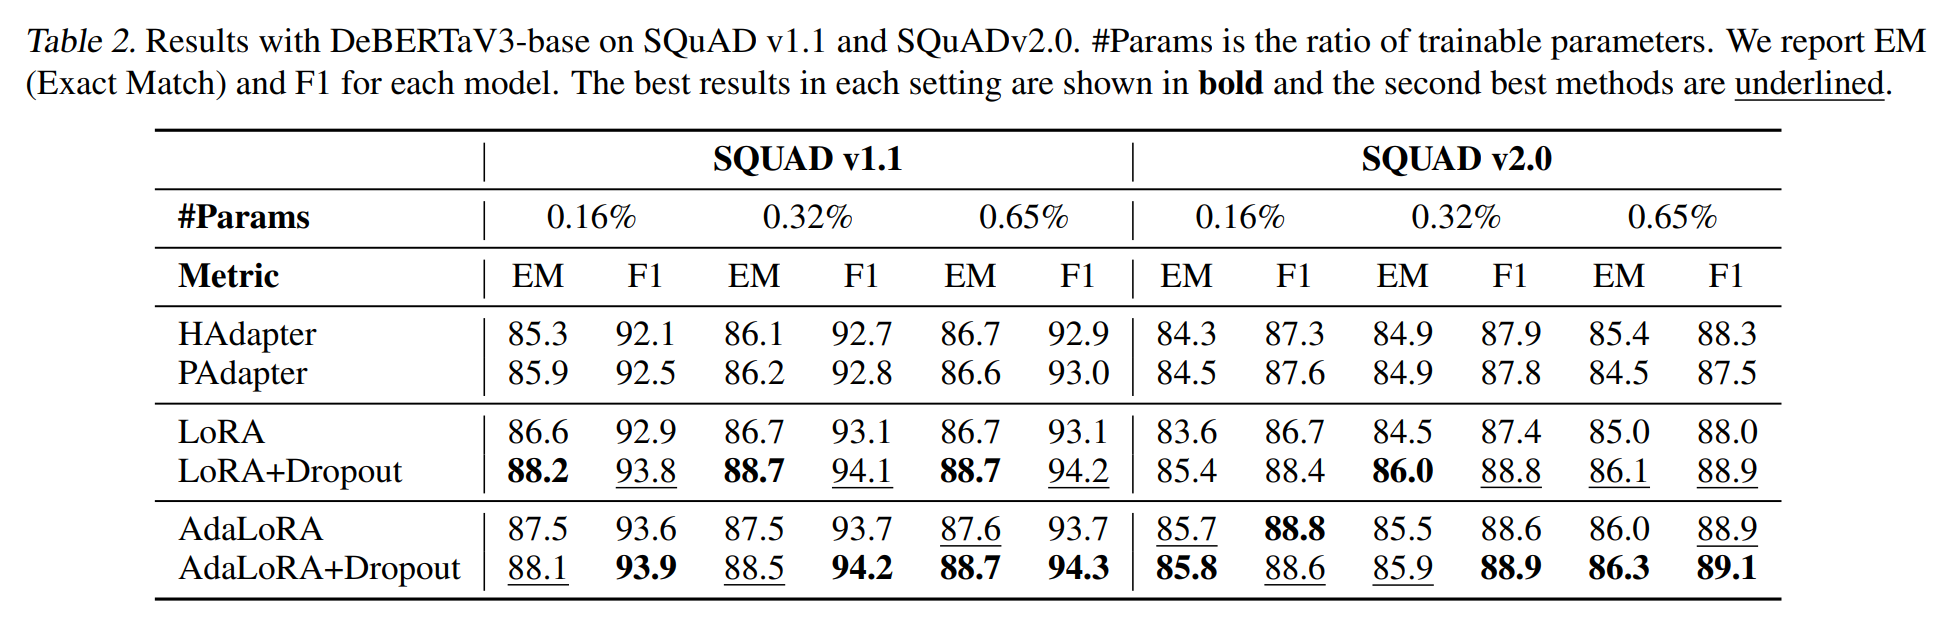 Table 2. Results with DeBERTaV3-base on SQuAD v1.1 and SQuADv2.0. #Params is the ratio of trainable parameters. We report EM
(Exact Match) and F1 for each model. The best results in each setting are shown in bold and the second best methods are underlined.
SQUAD v1.1 SQUAD v2.0
#Params 0.16% 0.32% 0.65% 0.16% 0.32% 0.65%
Metric EM F1 EM F1 EM F1 EM F1 EM F1 EM F1
HAdapter 85.3 92.1 86.1 92.7 86.7 92.9 84.3 87.3 84.9 87.9 85.4 88.3
PAdapter 85.9 92.5 86.2 92.8 86.6 93.0 84.5 87.6 84.9 87.8 84.5 87.5
LoRA 86.6 92.9 86.7 93.1 86.7 93.1 83.6 86.7 84.5 87.4 85.0 88.0
LoRA+Dropout 88.2 93.8 88.7 94.1 88.7 94.2 85.4 88.4 86.0 88.8 86.1 88.9
AdaLoRA 87.5 93.6 87.5 93.7 87.6 93.7 85.7 88.8 85.5 88.6 86.0 88.9
AdaLoRA+Dropout 88.1 93.9 88.5 94.2 88.7 94.3 85.8 88.6 85.9 88.9 86.3 89.1